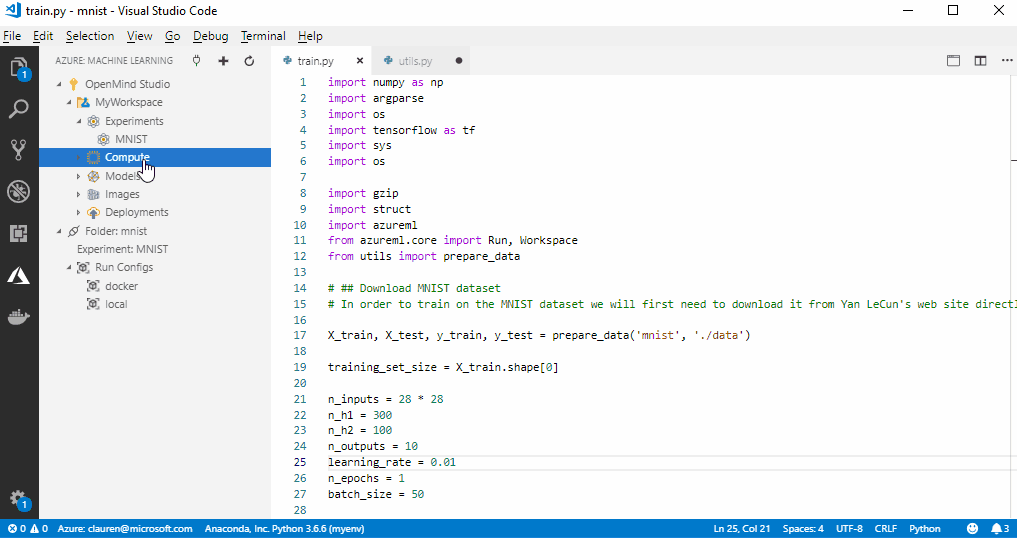 train.py - mnist - Visual Studio Code
File Edit Selection View Go Debug Terminal Help
AZURE: MACHINE LEARNING
train.py
utils.py
1
OpenMind Studio
MyWorkspace
Experiments
MNIST
Compute
Models
Images
Deployments
Folder: mnist
Experiment: MNIST
Run Configs
docker
local
1
1 import numpy as np
2 import argparse
3 import os
4 import tensorflow as tf
5 import sys
6 import os
7
8 import gzip
9 import struct
10 import azureml
11 from azureml.core import Run, Workspace
12 from utils import prepare_data
13
14 # ## Download MNIST dataset
15 # In order to train on the MNIST dataset we will first need to download it from Yan LeCun's web site directl
16
17 X_train, X_test, y_train, y_test = prepare_data('mnist', './data')
18
19 training_set_size = X_train.shape[0]
20
21 n_inputs = 28 * 28
22 n_h1 = 300
23 n_h2 = 100
24 n_outputs = 10
25 learning_rate = 0.01
26 n_epochs = 1
27 batch_size = 50
28
0 0 Azure: clauren@microsoft.com Anaconda, Inc. Python 3.6.6 (myenv) Ln 25, Col 21 Spaces: 4 UTF-8 CRLF Python 3